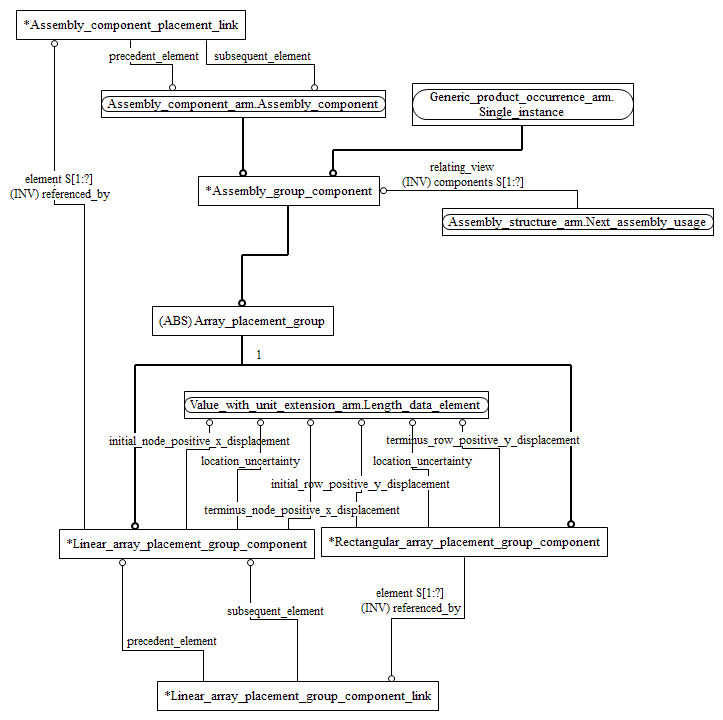 *Assembly_component_placement_link
precedent_element
subsequent_element
Assembly_component_arm.Assembly_component
Generic_product_occurrence_arm.
Single_instance
element S[1:?]
(INV) referenced_by
relating_view
(INV) components S[1:?]
*Assembly_group_component
Assembly_structure_arm.Next_assembly_usage
(ABS) Array_placement_group
1
Value_with_unit_extension_arm.Length_data_element
initial_node_positive_x_displacement
terminus_row_positive_y_displacement
location_uncertainty
location_uncertainty
initial_row_positive_y_displacement
terminus_node_positive_x_displacement
*Linear_array_placement_group_component
*Rectangular_array_placement_group_component
element S[1:?]
(INV) referenced_by
subsequent_element
precedent_element
*Linear_array_placement_group_component_link